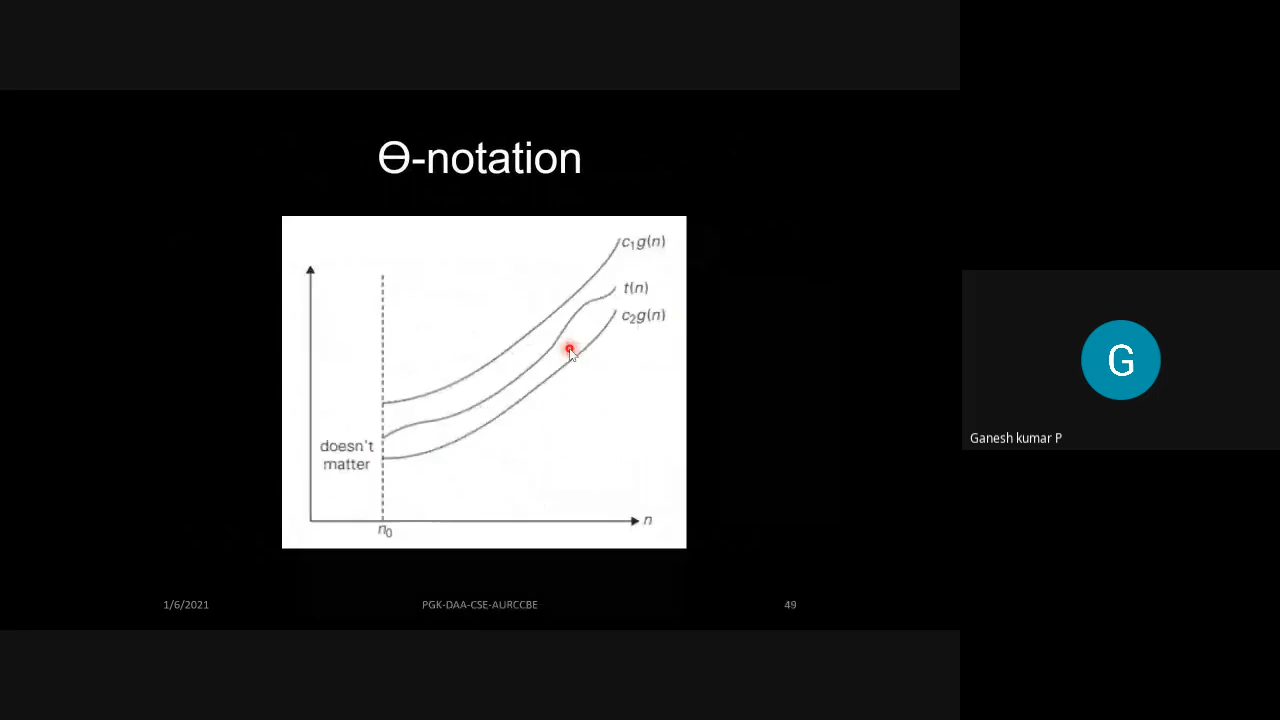 Ө-notation
c₁g(n)
t(n)
c₂g(n)
doesn't
matter
n
n₀
1/6/2021
PGK-DAA-CSE-AURCCBE
49
G
Ganesh kumar P